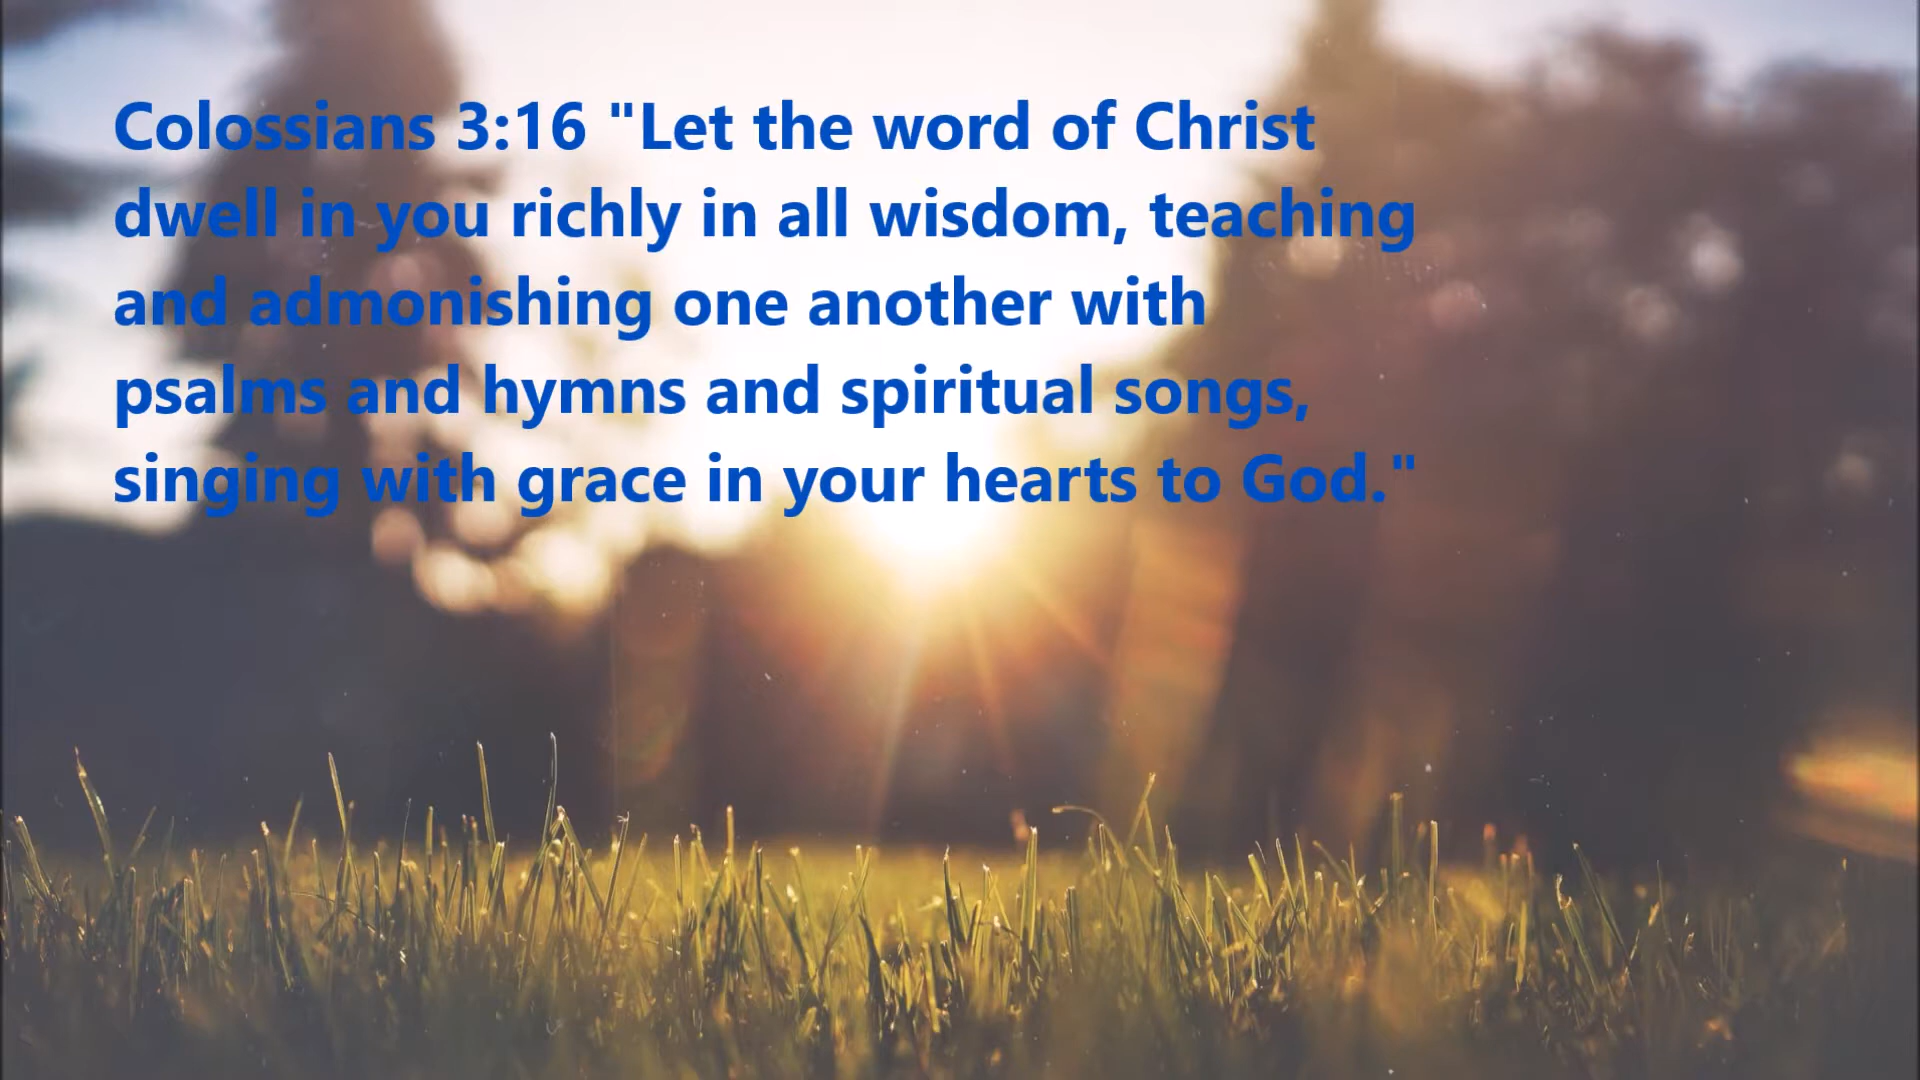 Colossians 3:16 "Let the word of Christ
dwell in you richly in all wisdom, teaching
and admonishing one another with
psalms and hymns and spiritual songs,
singing with grace in your hearts to God."